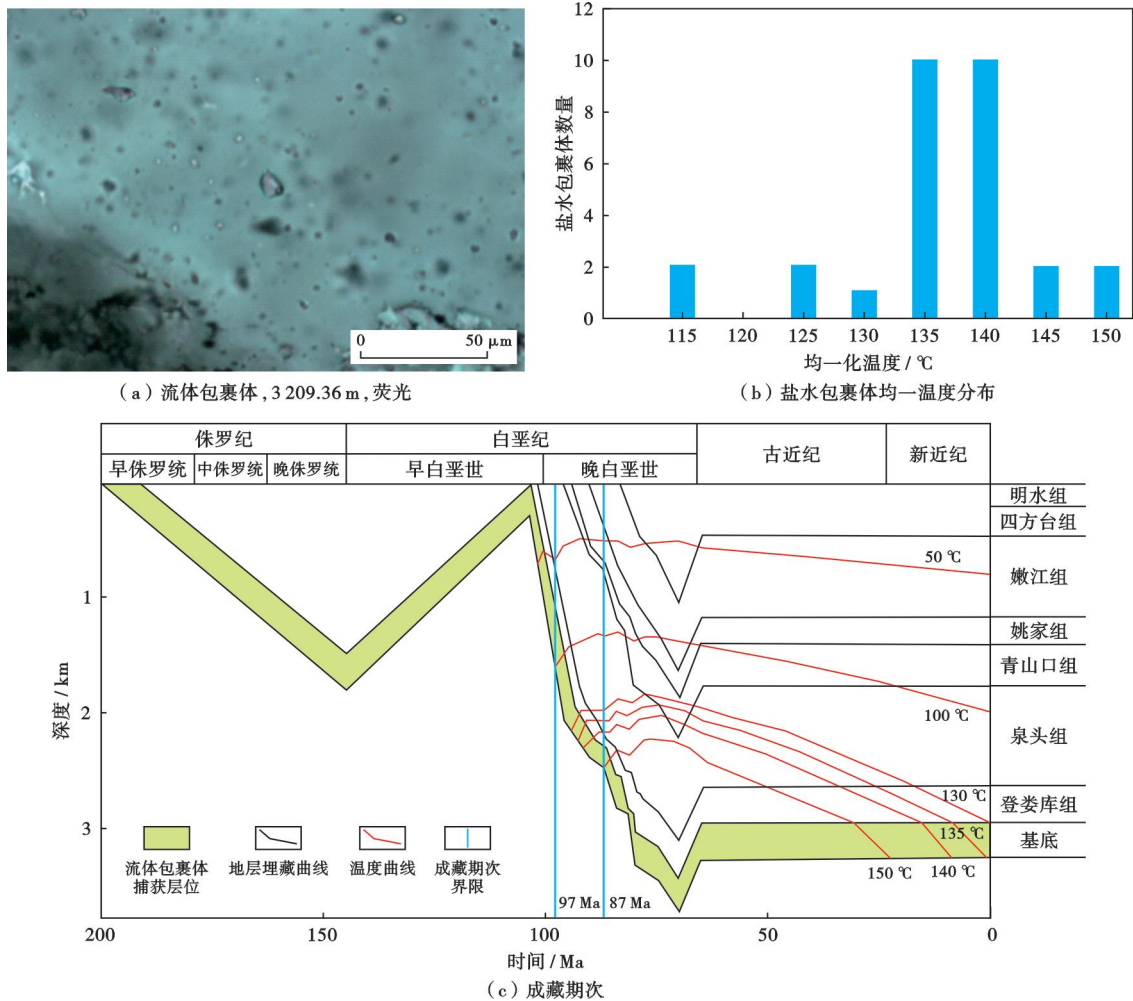 0 50 μm
(a)流体包裹体,3 209.36 m,荧光
盐水包裹体数量
12
10
8
6
4
2
0
115 120 125 130 135 140 145 150
均一化温度 / ℃
(b)盐水包裹体均一温度分布
侏罗纪 白垩纪 古近纪 新近纪
早侏罗统 中侏罗统 晚侏罗统 早白垩世 晚白垩世
明水组
四方台组
嫩江组
姚家组
青山口组
泉头组
登娄库组
基底
50 ℃
100 ℃
130 ℃
135 ℃
150 ℃ 140 ℃
深度 / km
1
2
3
流体包裹体
捕获层位
地层埋藏曲线
温度曲线
成藏期次
界限
97 Ma 87 Ma
200 150 100 50 0
时间 / Ma
(c)成藏期次